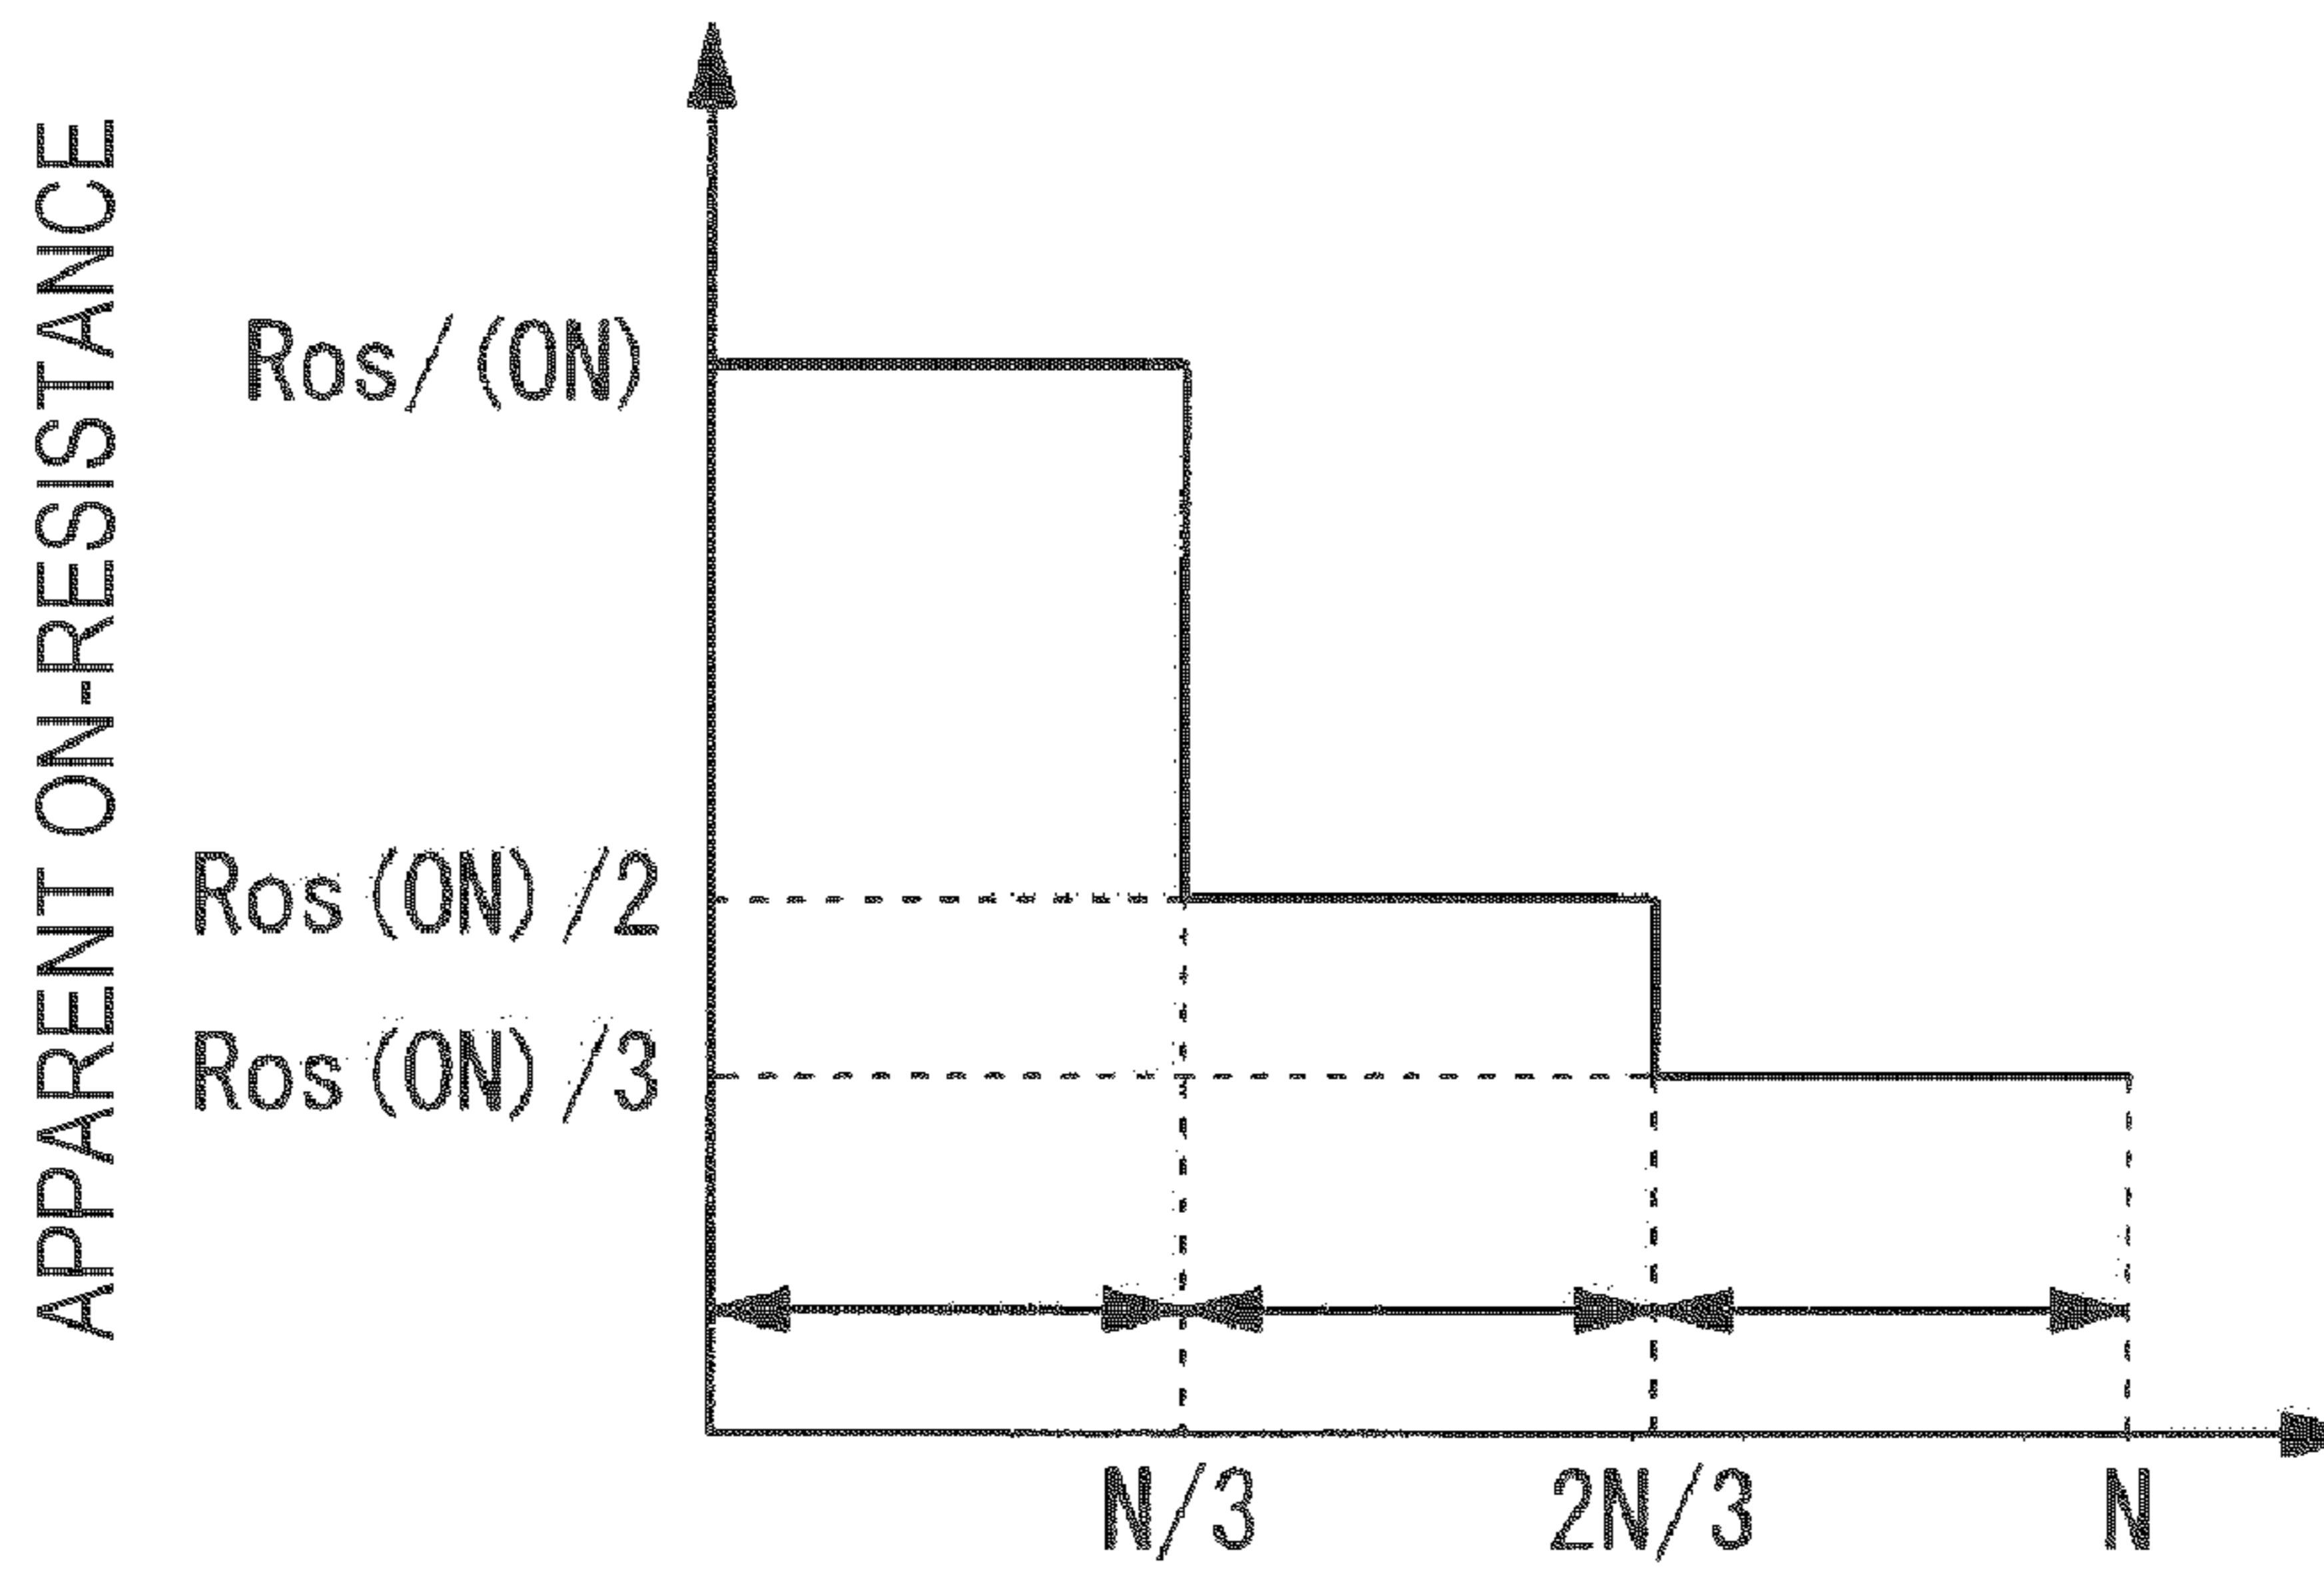 APPARENT ON-RESISTANCE
Ros/(ON)
Ros(ON)/2
Ros(ON)/3
N/3 2N/3 N